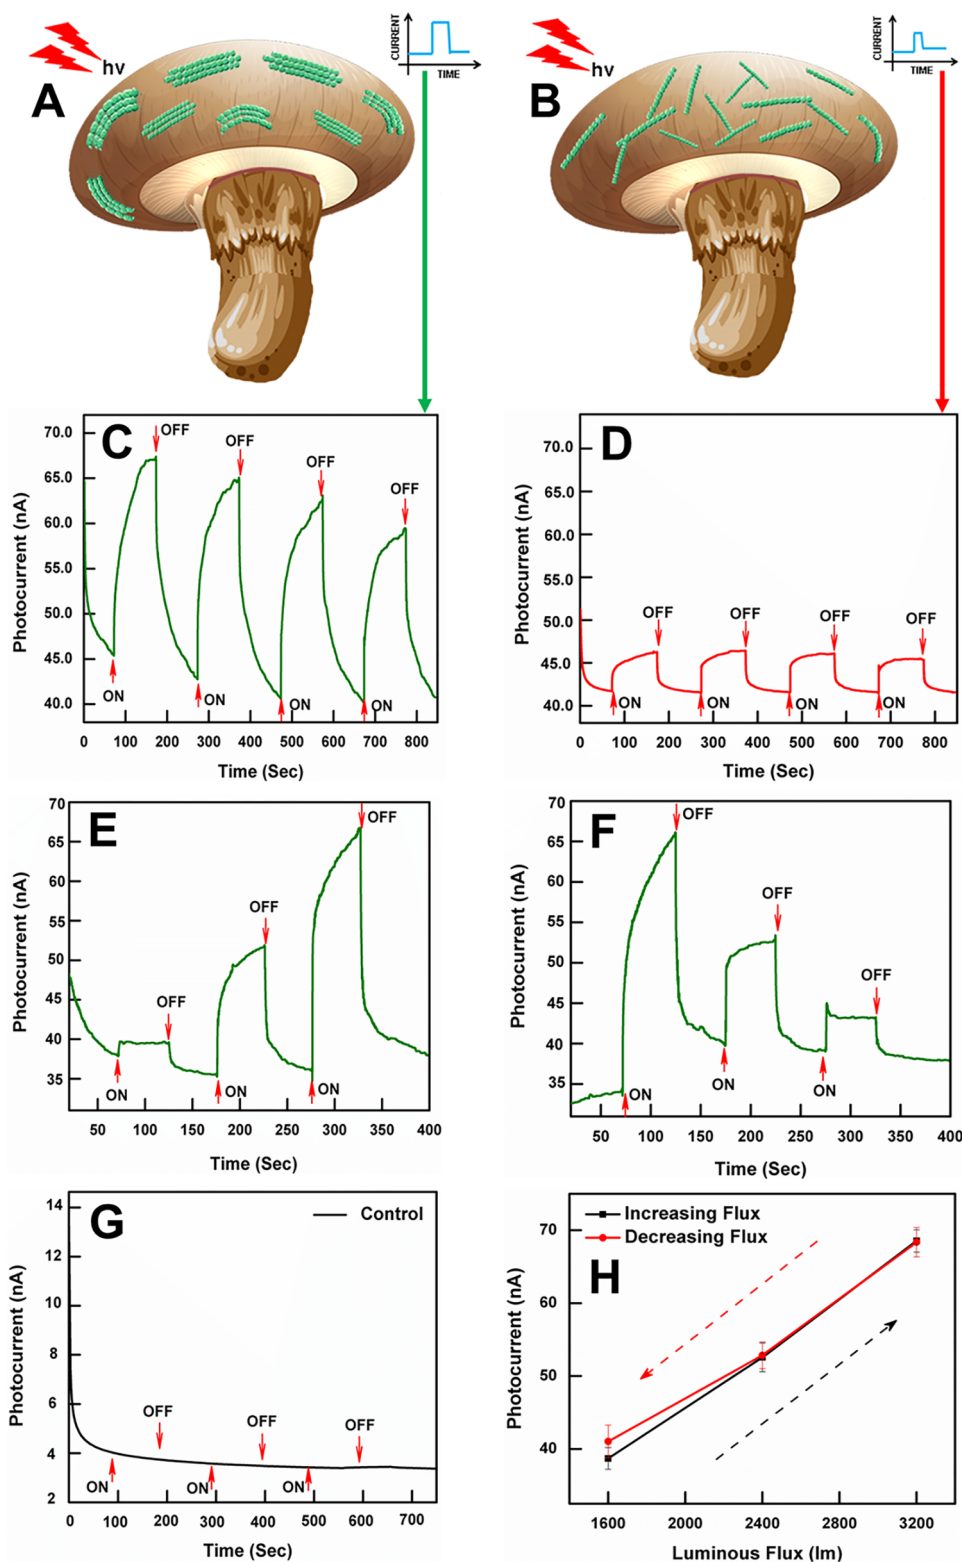 CURRENT
TIME
hν
A
CURRENT
TIME
hν
B
C
70.0
65.0
60.0
55.0
50.0
45.0
40.0
Photocurrent (nA)
OFF
OFF
OFF
OFF
ON
ON
ON
ON
0 100 200 300 400 500 600 700 800
Time (Sec)
D
70.0
65.0
60.0
55.0
50.0
45.0
40.0
Photocurrent (nA)
OFF
OFF
OFF
OFF
ON
ON
ON
ON
0 100 200 300 400 500 600 700 800
Time (Sec)
E
70
65
60
55
50
45
40
35
Photocurrent (nA)
OFF
OFF
OFF
ON
ON
ON
50 100 150 200 250 300 350 400
Time (Sec)
F
70
65
60
55
50
45
40
35
Photocurrent (nA)
OFF
OFF
OFF
ON
ON
ON
50 100 150 200 250 300 350 400
Time (Sec)
G
Control
14
12
10
8
6
4
2
Photocurrent (nA)
OFF
OFF
OFF
ON
ON
ON
0 100 200 300 400 500 600 700
Time (Sec)
H
Increasing Flux
Decreasing Flux
70
60
50
40
Photocurrent (nA)
1600 2000 2400 2800 3200
Luminous Flux (lm)